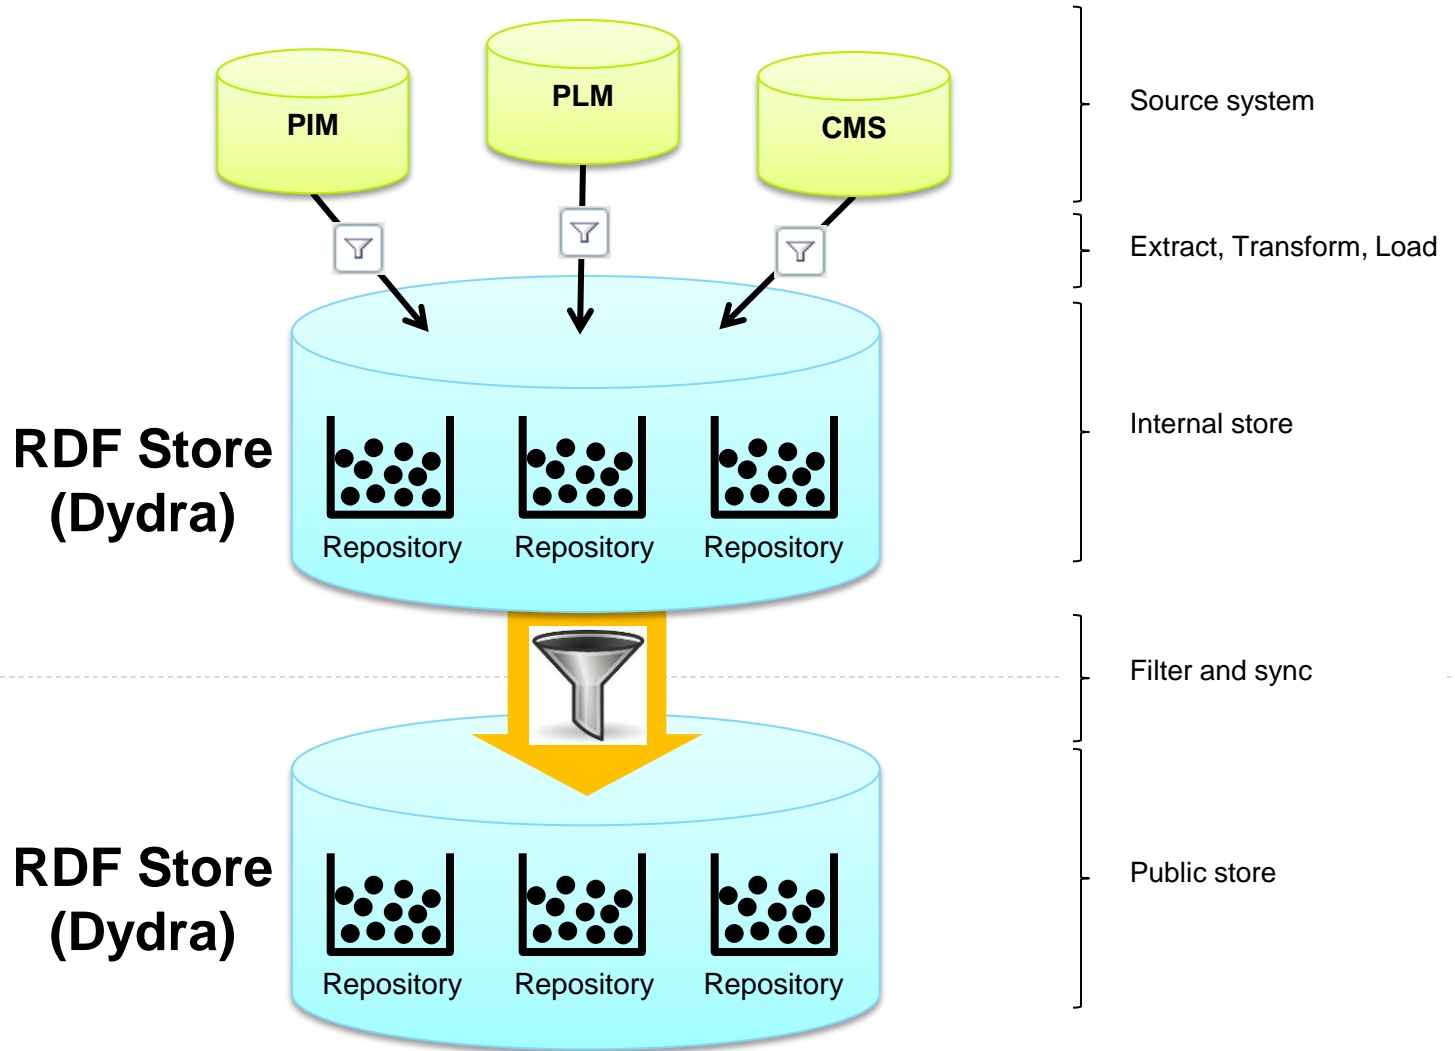 PIM
PLM
CMS
Source system
Extract, Transform, Load
RDF Store
(Dydra)
Internal store
Repository
Repository
Repository
Filter and sync
RDF Store
(Dydra)
Public store
Repository
Repository
Repository